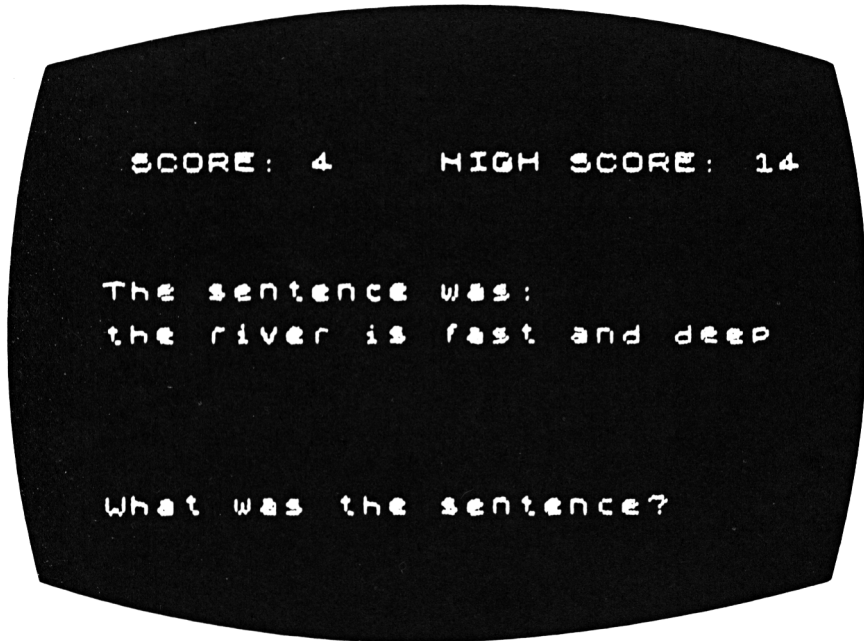 SCORE: 4 HIGH SCORE: 14
The sentence was:
the river is fast and deep
What was the sentence?